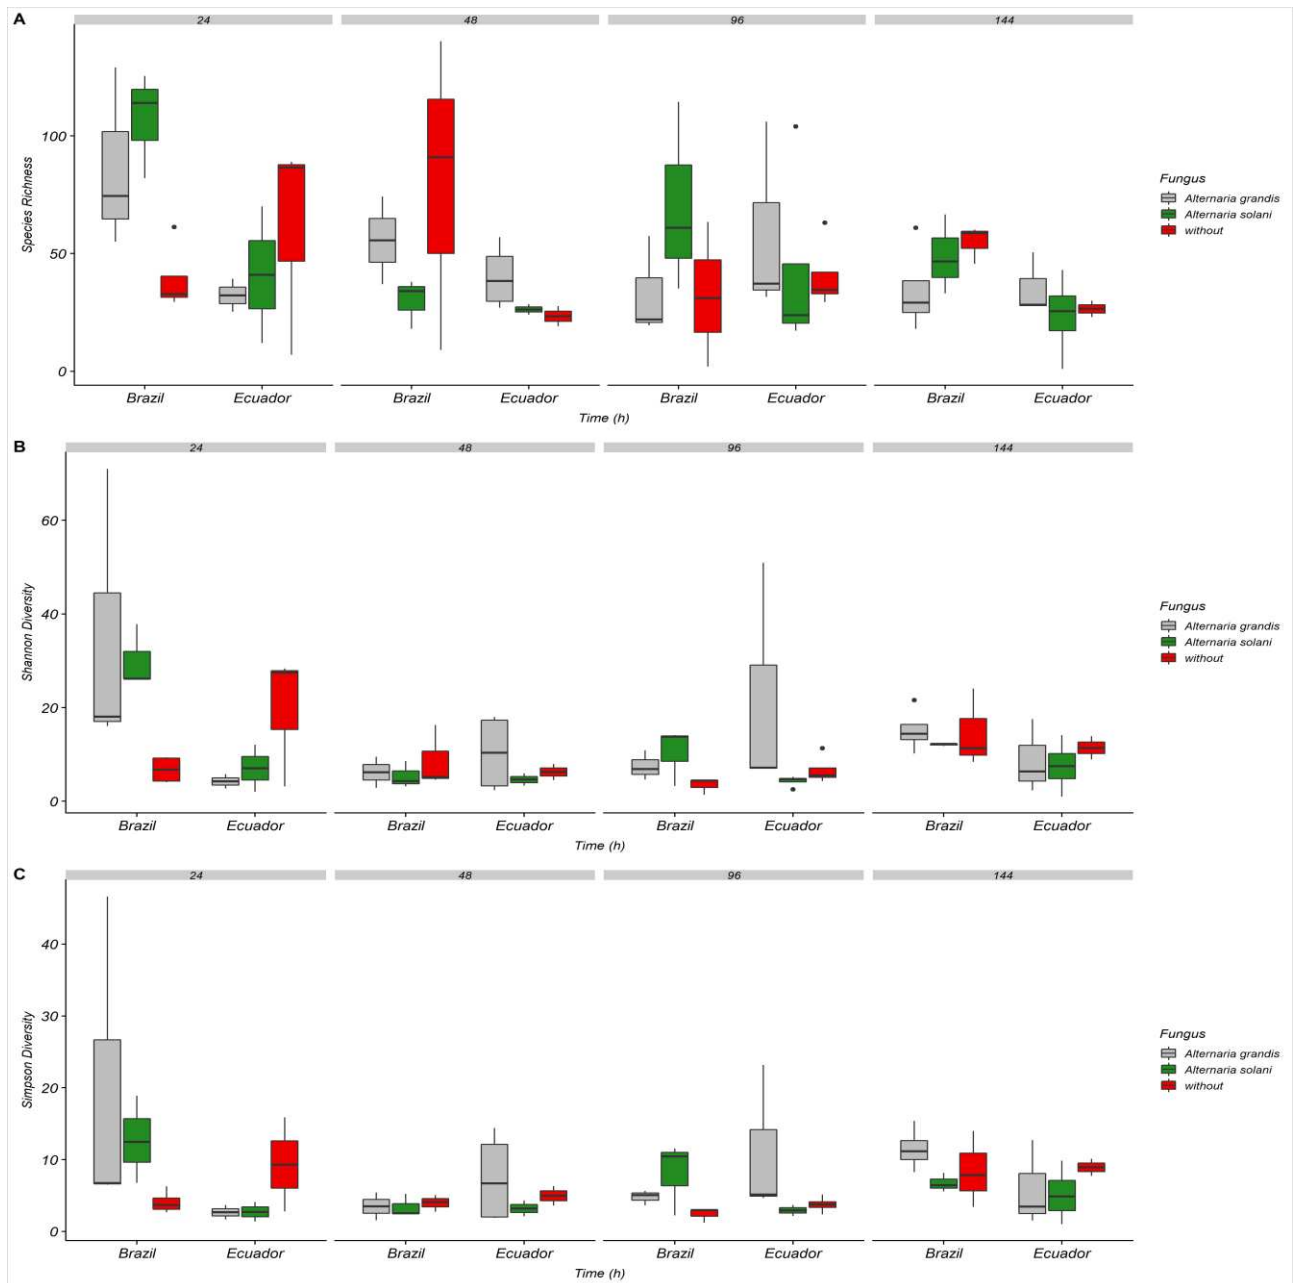 A
24 48 96 144
Species Richness
100
50
0
Brazil Ecuador Brazil Ecuador Brazil Ecuador Brazil Ecuador
Time (h)
Fungus
Alternaria grandis
Alternaria solani
without
B
24 48 96 144
Shannon Diversity
60
40
20
0
Brazil Ecuador Brazil Ecuador Brazil Ecuador Brazil Ecuador
Time (h)
Fungus
Alternaria grandis
Alternaria solani
without
C
24 48 96 144
Simpson Diversity
40
30
20
10
0
Brazil Ecuador Brazil Ecuador Brazil Ecuador Brazil Ecuador
Time (h)
Fungus
Alternaria grandis
Alternaria solani
without